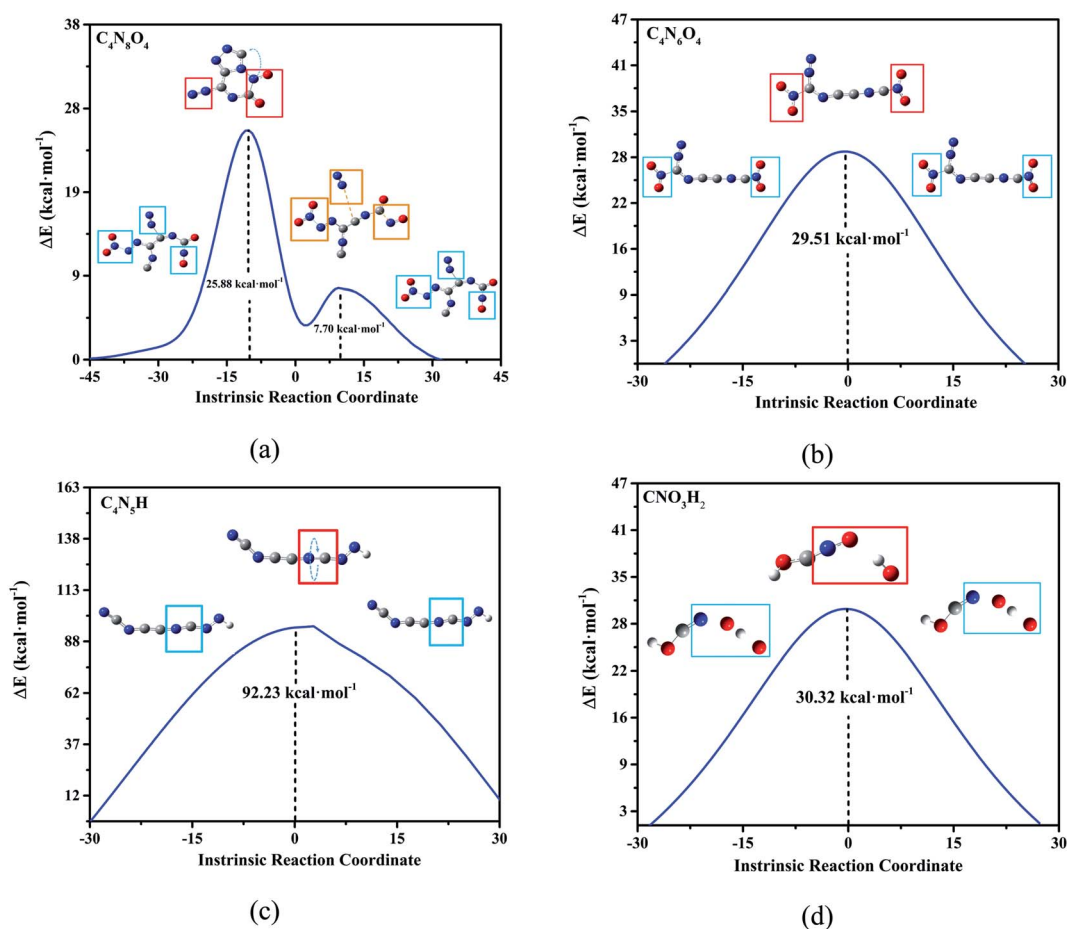 C₄N₈O₄
ΔE (kcal·mol⁻¹)
38
28
19
9
0
25.88 kcal·mol⁻¹
7.70 kcal·mol⁻¹
-45 -30 -15 0 15 30 45
Instrinsic Reaction Coordinate
(a)
C₄N₆O₄
ΔE (kcal·mol⁻¹)
47
41
35
28
22
16
9
3
29.51 kcal·mol⁻¹
-30 -15 0 15 30
Intrinsic Reaction Coordinate
(b)
C₄N₅H
ΔE (kcal·mol⁻¹)
163
138
113
88
62
37
12
92.23 kcal·mol⁻¹
-30 -15 0 15 30
Instrinsic Reaction Coordinate
(c)
CNO₃H₂
ΔE (kcal·mol⁻¹)
47
41
35
28
22
16
9
3
30.32 kcal·mol⁻¹
-30 -15 0 15 30
Instrinsic Reaction Coordinate
(d)